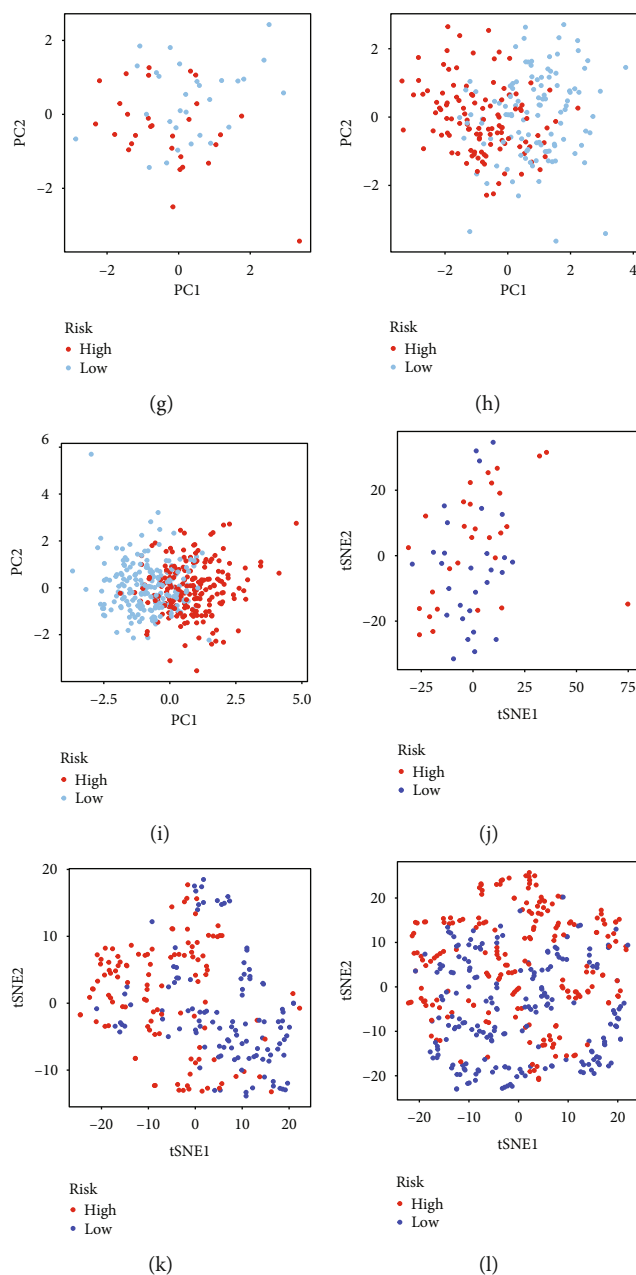 2
0
−2
PC2
−2
0
2
PC1
Risk
High
Low
(g)
2
0
−2
PC2
−2
0
2
4
PC1
Risk
High
Low
(h)
6
4
2
0
−2
PC2
−2.5
0.0
2.5
5.0
PC1
Risk
High
Low
(i)
20
0
−20
tSNE2
−25
0
25
50
75
tSNE1
Risk
High
Low
(j)
20
10
0
−10
tSNE2
−20
−10
0
10
20
tSNE1
Risk
High
Low
(k)
20
10
0
−10
−20
tSNE2
−20
−10
0
10
20
tSNE1
Risk
High
Low
(l)